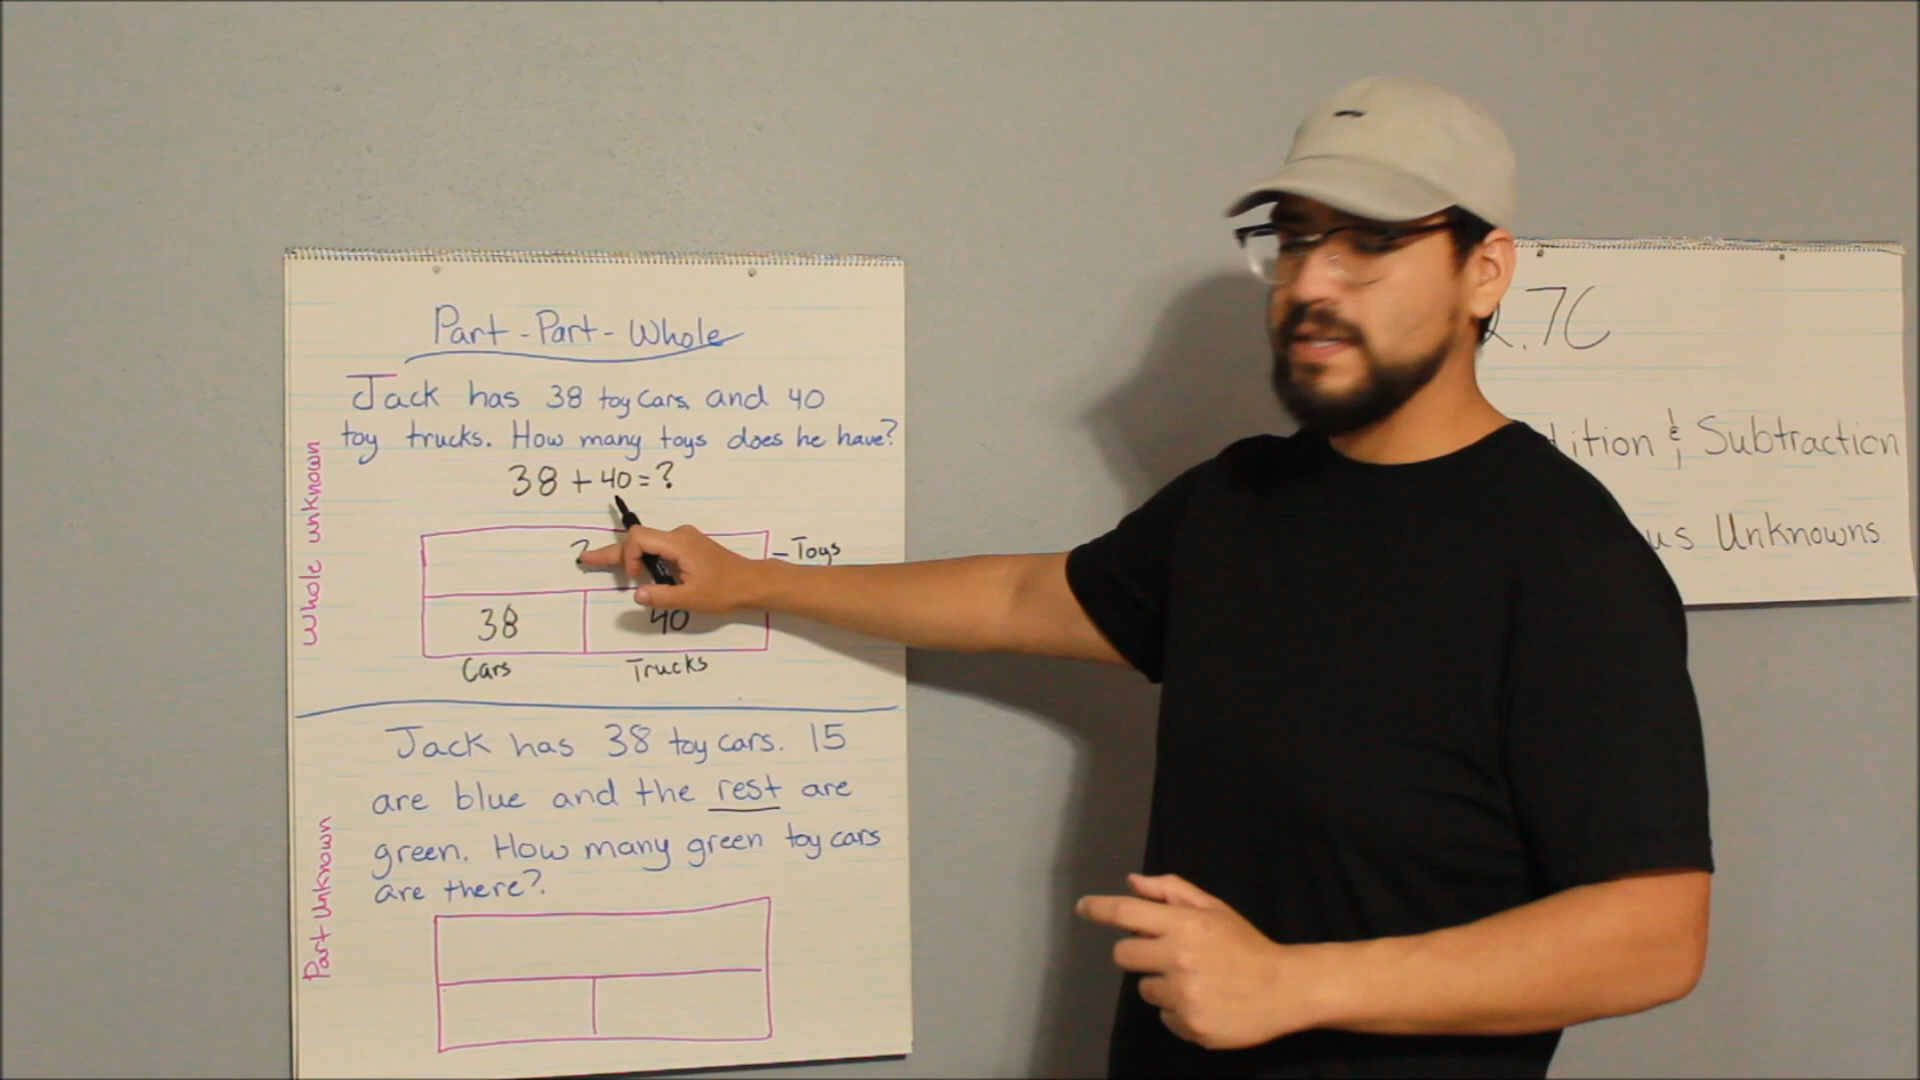 Part-Part-Whole
Jack has 38 toy cars and 40
toy trucks. How many toys does he have?
38 + 40 = ?
?
-Toys
38
40
Cars
Trucks
Whole unknown
Jack has 38 toy cars. 15
are blue and the rest are
green. How many green toy cars
are there?
Part Unknown
2.7C
& Subtraction
Unknowns